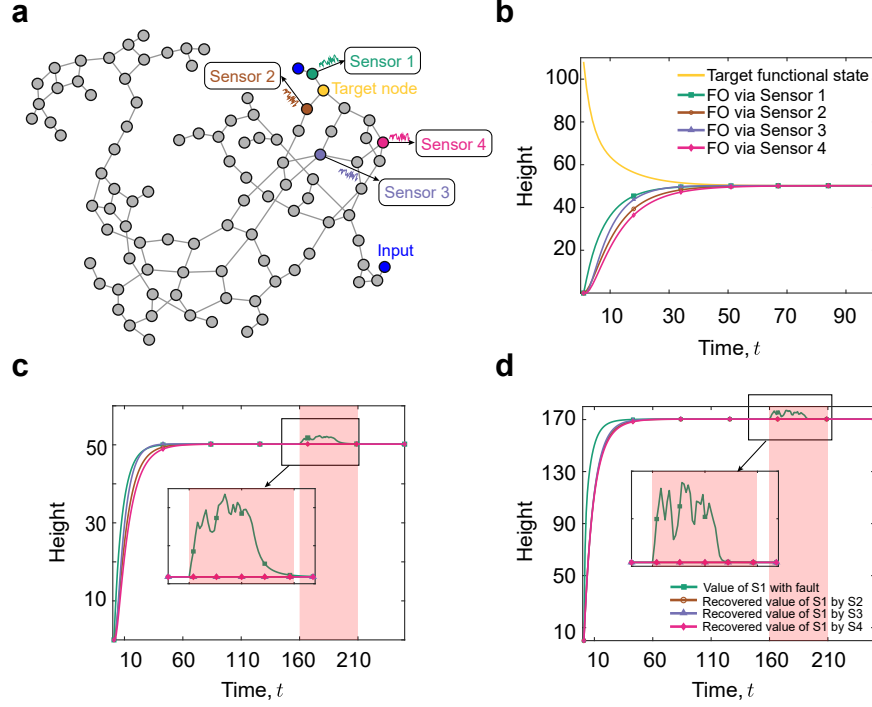 a
Sensor 1
Sensor 2
Target node
Sensor 4
Sensor 3
Input
b
Height
100
80
60
40
20
Target functional state
FO via Sensor 1
FO via Sensor 2
FO via Sensor 3
FO via Sensor 4
10 30 50 70 90
Time, t
c
Height
50
30
10
10 60 110 160 210
Time, t
d
Height
170
130
90
50
10
Value of S1 with fault
Recovered value of S1 by S2
Recovered value of S1 by S3
Recovered value of S1 by S4
10 60 110 160 210
Time, t